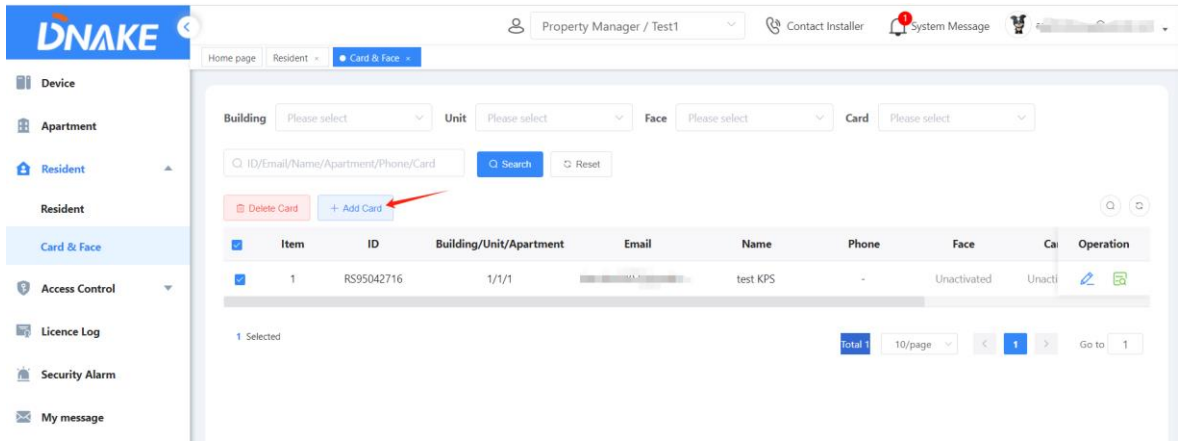 DNAKE
Property Manager / Test1
Contact Installer
1
System Message
Home page
Resident ×
Card & Face ×
Device
Apartment
Resident
Resident
Card & Face
Access Control
Licence Log
Security Alarm
My message
Building Please select
Unit Please select
Face Please select
Card Please select
ID/Email/Name/Apartment/Phone/Card
Search
Reset
Delete Card
+ Add Card
Item ID Building/Unit/Apartment Email Name Phone Face Operation
1 RS95042716 1/1/1 test KPS - Unactivated
1 Selected
Total 1
10/page
< 1 >
Go to 1